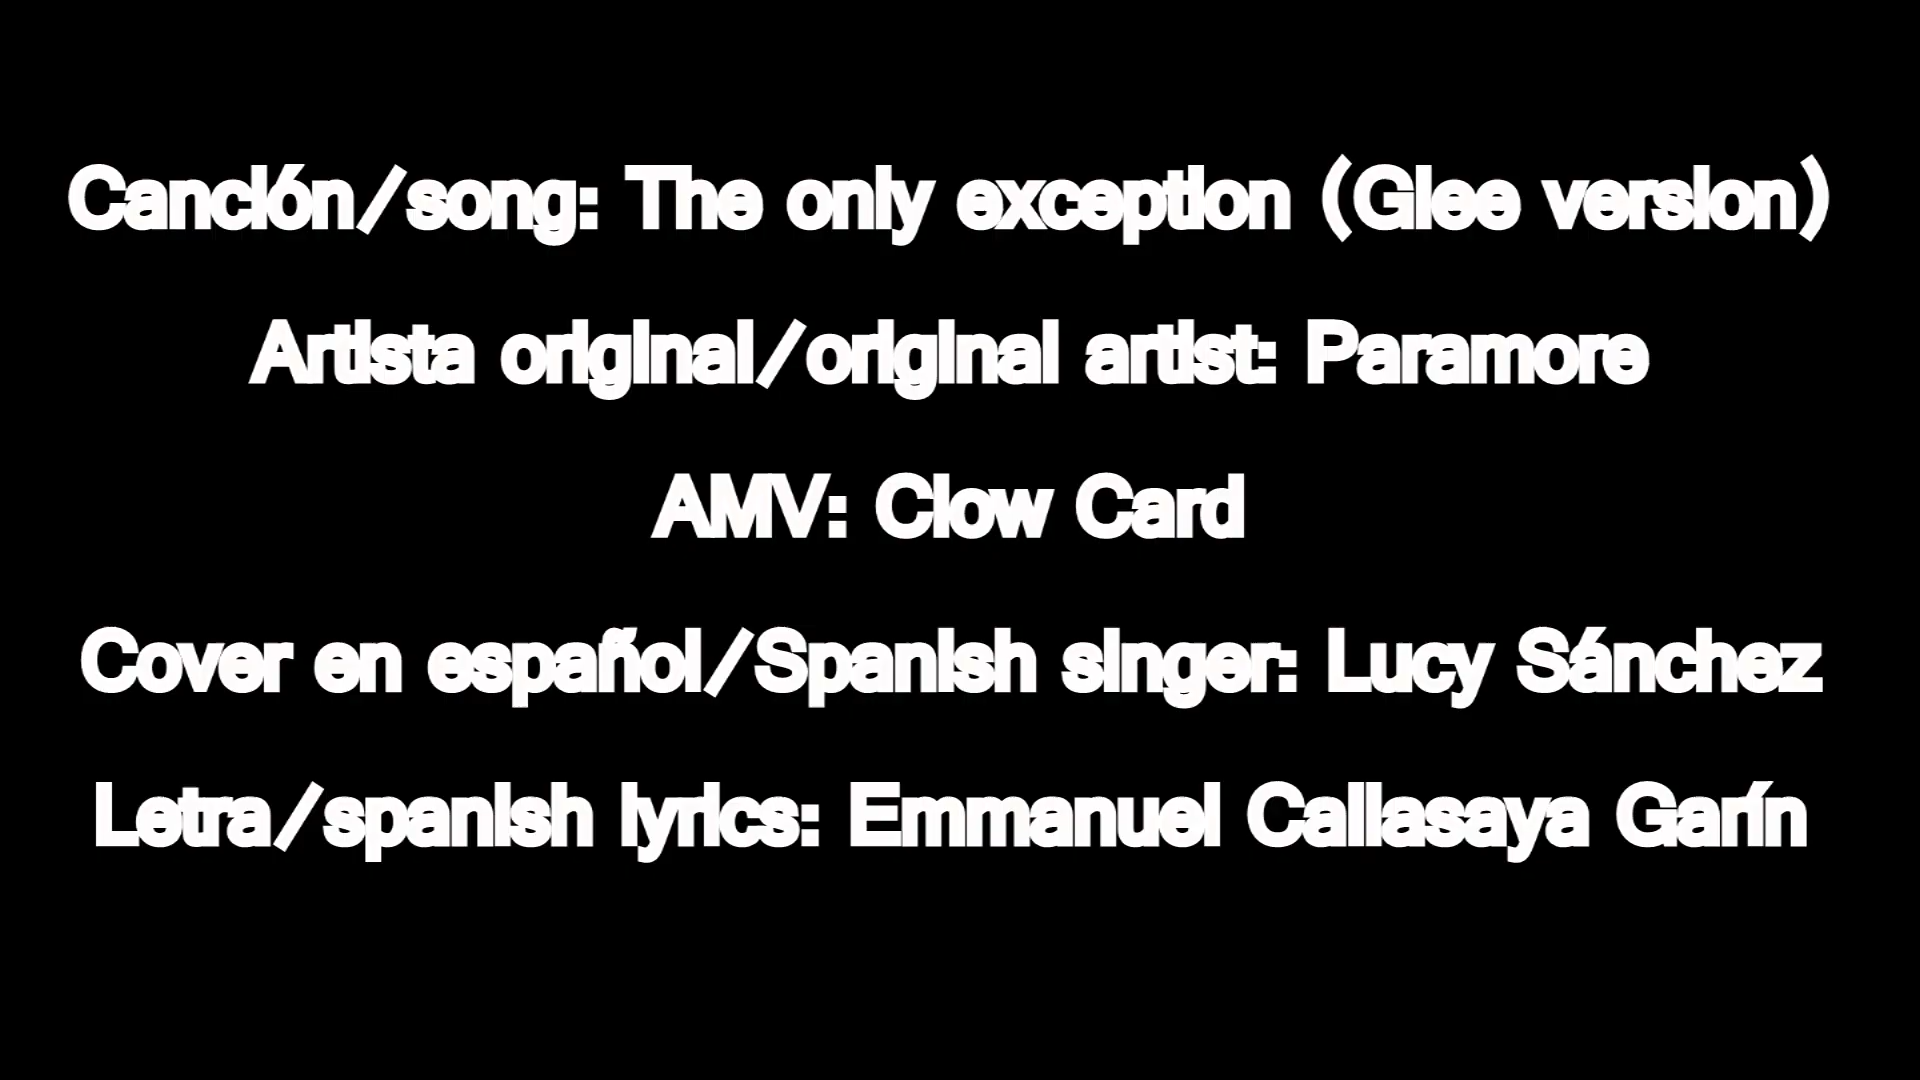 Canción/song: The only exception (Glee version)
Artista original/original artist: Paramore
AMV: Clow Card
Cover en español/Spanish singer: Lucy Sánchez
Letra/spanish lyrics: Emmanuel Callasaya Garín